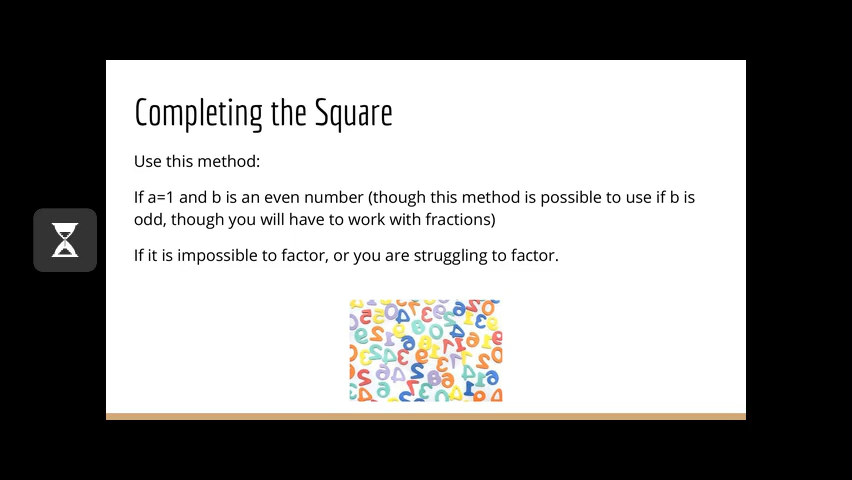 Completing the Square
Use this method:
If a=1 and b is an even number (though this method is possible to use if b is
odd, though you will have to work with fractions)
If it is impossible to factor, or you are struggling to factor.